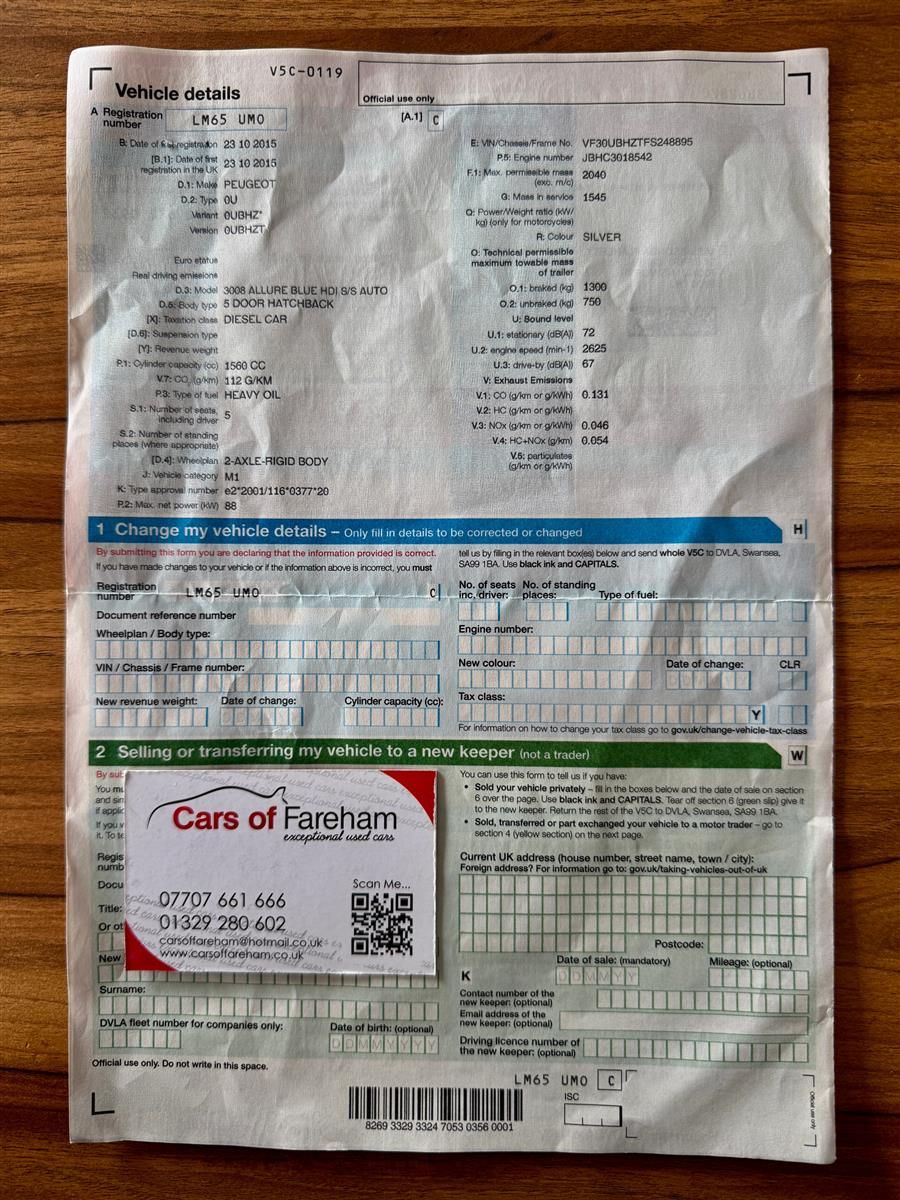 V5C-0119
Vehicle details
Official use only
A Registration number LM65 UMO
[A.1] C
B: Date of first registration 23 10 2015
[B.1]: Date of first registration in the UK 23 10 2015
D.1: Make PEUGEOT
D.2: Type 0U
Variant 0UBHZ*
Version 0UBHZT
Euro status
Real driving emissions
D.3: Model 3008 ALLURE BLUE HDI S/S AUTO
D.5: Body type 5 DOOR HATCHBACK
[X]: Taxation class DIESEL CAR
[D.6]: Suspension type
[Y]: Revenue weight
P.1: Cylinder capacity (cc) 1560 CC
V.7: CO2 (g/km) 112 G/KM
P.3: Type of fuel HEAVY OIL
S.1: Number of seats, including driver 5
S.2: Number of standing places (where appropriate)
[D.4]: Wheelplan 2-AXLE-RIGID BODY
J: Vehicle category M1
K: Type approval number e2*2001/116*0377*20
P.2: Max. net power (kW) 88
E: VIN/Chassis/Frame No. VF30UBHZTFS248895
P.5: Engine number JBHC3018542
F.1: Max. permissible mass (exc. m/c) 2040
G: Mass in service 1545
Q: Power/Weight ratio (kW/kg) (only for motorcycles)
R: Colour SILVER
O: Technical permissible maximum towable mass of trailer
O.1: braked (kg) 1300
O.2: unbraked (kg) 750
U: Sound level
U.1: stationary (dB(A)) 72
U.2: engine speed (min-1) 2625
U.3: drive-by (dB(A)) 67
V: Exhaust Emissions
V.1: CO (g/km or g/kWh) 0.131
V.2: HC (g/km or g/kWh)
V.3: NOx (g/km or g/kWh) 0.046
V.4: HC+NOx (g/km) 0.054
V.5: particulates (g/km or g/kWh)
1 Change my vehicle details – Only fill in details to be corrected or changed H
By submitting this form you are declaring that the information provided is correct.
If you have made changes to your vehicle or if the information above is incorrect, you must
tell us by filling in the relevant box(es) below and send whole V5C to DVLA, Swansea,
SA99 1BA. Use black ink and CAPITALS.
Registration number LM65 UMO C
Document reference number
Wheelplan / Body type:
VIN / Chassis / Frame number:
New revenue weight: Date of change: Cylinder capacity (cc):
No. of seats inc. driver: No. of standing places: Type of fuel:
Engine number:
New colour: Date of change: CLR
Tax class:
Y
For information on how to change your tax class go to gov.uk/change-vehicle-tax-class
2 Selling or transferring my vehicle to a new keeper (not a trader) W
By sub
You mu
and sin
if applic
If you v
it. To te
Regis
numb
Docu
Title:
Or ot
New
Surname:
DVLA fleet number for companies only: Date of birth: (optional)
D D M M Y Y Y Y
Cars of Fareham
exceptional used cars
Scan Me...
07707 661 666
01329 280 602
carsoffareham@hotmail.co.uk
www.carsoffareham.co.uk
You can use this form to tell us if you have:
• Sold your vehicle privately – fill in the boxes below and the date of sale on section
6 over the page. Use black ink and CAPITALS. Tear off section 6 (green slip) give it
to the new keeper. Return the rest of the V5C to DVLA, Swansea, SA99 1BA.
• Sold, transferred or part exchanged your vehicle to a motor trader – go to
section 4 (yellow section) on the next page.
Current UK address (house number, street name, town / city):
Foreign address? For information go to: gov.uk/taking-vehicles-out-of-uk
Postcode:
Date of sale: (mandatory) Mileage: (optional)
K D D M M Y Y
Contact number of the new keeper: (optional)
Email address of the new keeper: (optional)
Driving licence number of the new keeper: (optional)
Official use only. Do not write in this space.
LM65 UMO C
ISC
8269 3329 3324 7053 0356 0001
Official use only